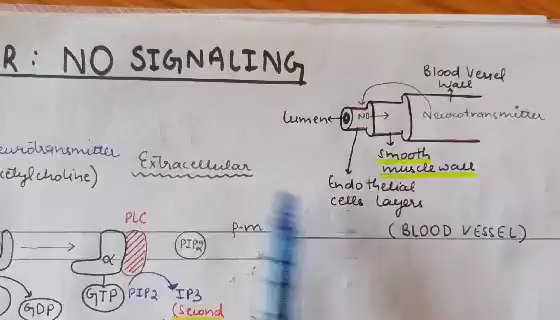 R: NO SIGNALING
Blood Vessel
Wall
lumen
NO
Neurotransmitter
smooth
muscle wall
Endothelial
cells layers
(BLOOD VESSEL)
eurotransmitter
cetylcholine)
Extracellular
PLC
p.m
α
PIP2
GTP
PIP2
IP3
GDP
(Second